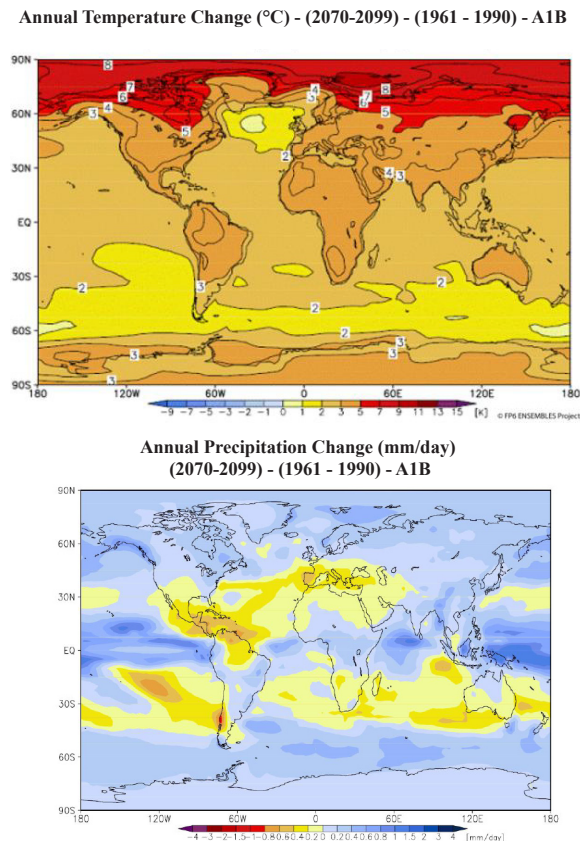 Annual Temperature Change (°C) - (2070-2099) - (1961 - 1990) - A1B
90N
8
7
6
5
4
3
4
3
7
6
8
5
60N
3
5
2
30N
4
3
EQ
30S
3
2
2
2
60S
2
3
3
3
3
90S
180 120W 60W 0 60E 120E 180
-9 -7 -5 -3 -2 -1 0 1 2 3 5 7 9 11 13 15 [K] © FP6 ENSEMBLES Project
Annual Precipitation Change (mm/day)
(2070-2099) - (1961 - 1990) - A1B
90N
60N
30N
EQ
30S
60S
90S
180 120W 60W 0 60E 120E 180
-4 -3 -2 -1.5 -1 -0.8 0.6 0.4 0.2 0 0.2 0.4 0.6 0.8 1 1.5 2 3 4 [mm/day]